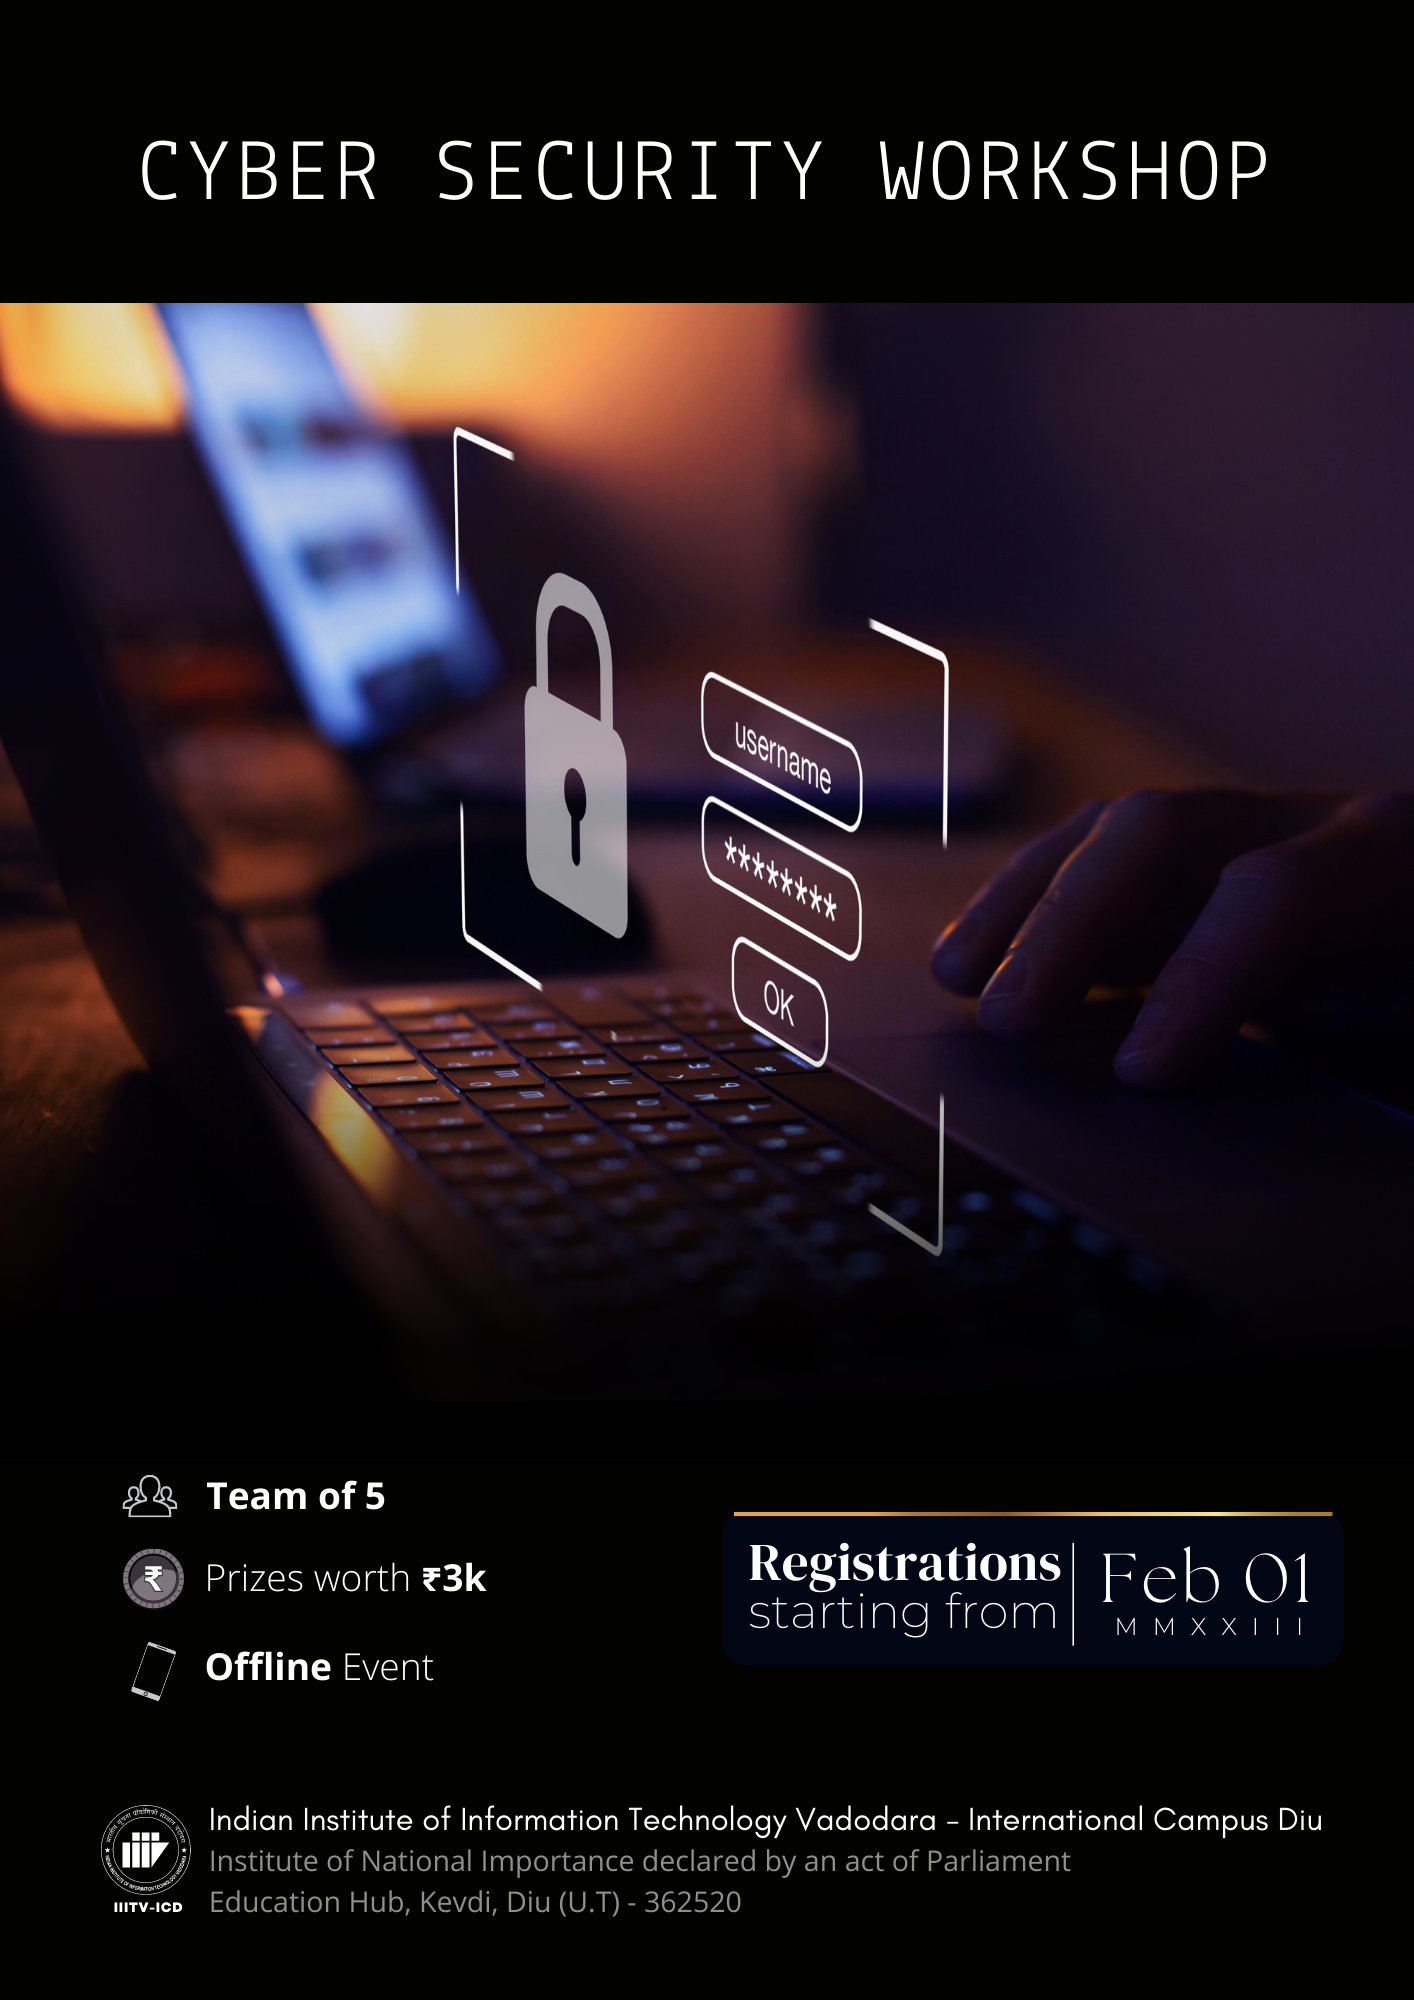 CYBER SECURITY WORKSHOP
username
********
OK
Team of 5
Prizes worth ₹3k
Offline Event
Registrations
starting from
Feb 01
MMXXIII
Indian Institute of Information Technology Vadodara - International Campus Diu
Institute of National Importance declared by an act of Parliament
Education Hub, Kevdi, Diu (U.T) - 362520
IIITV-ICD